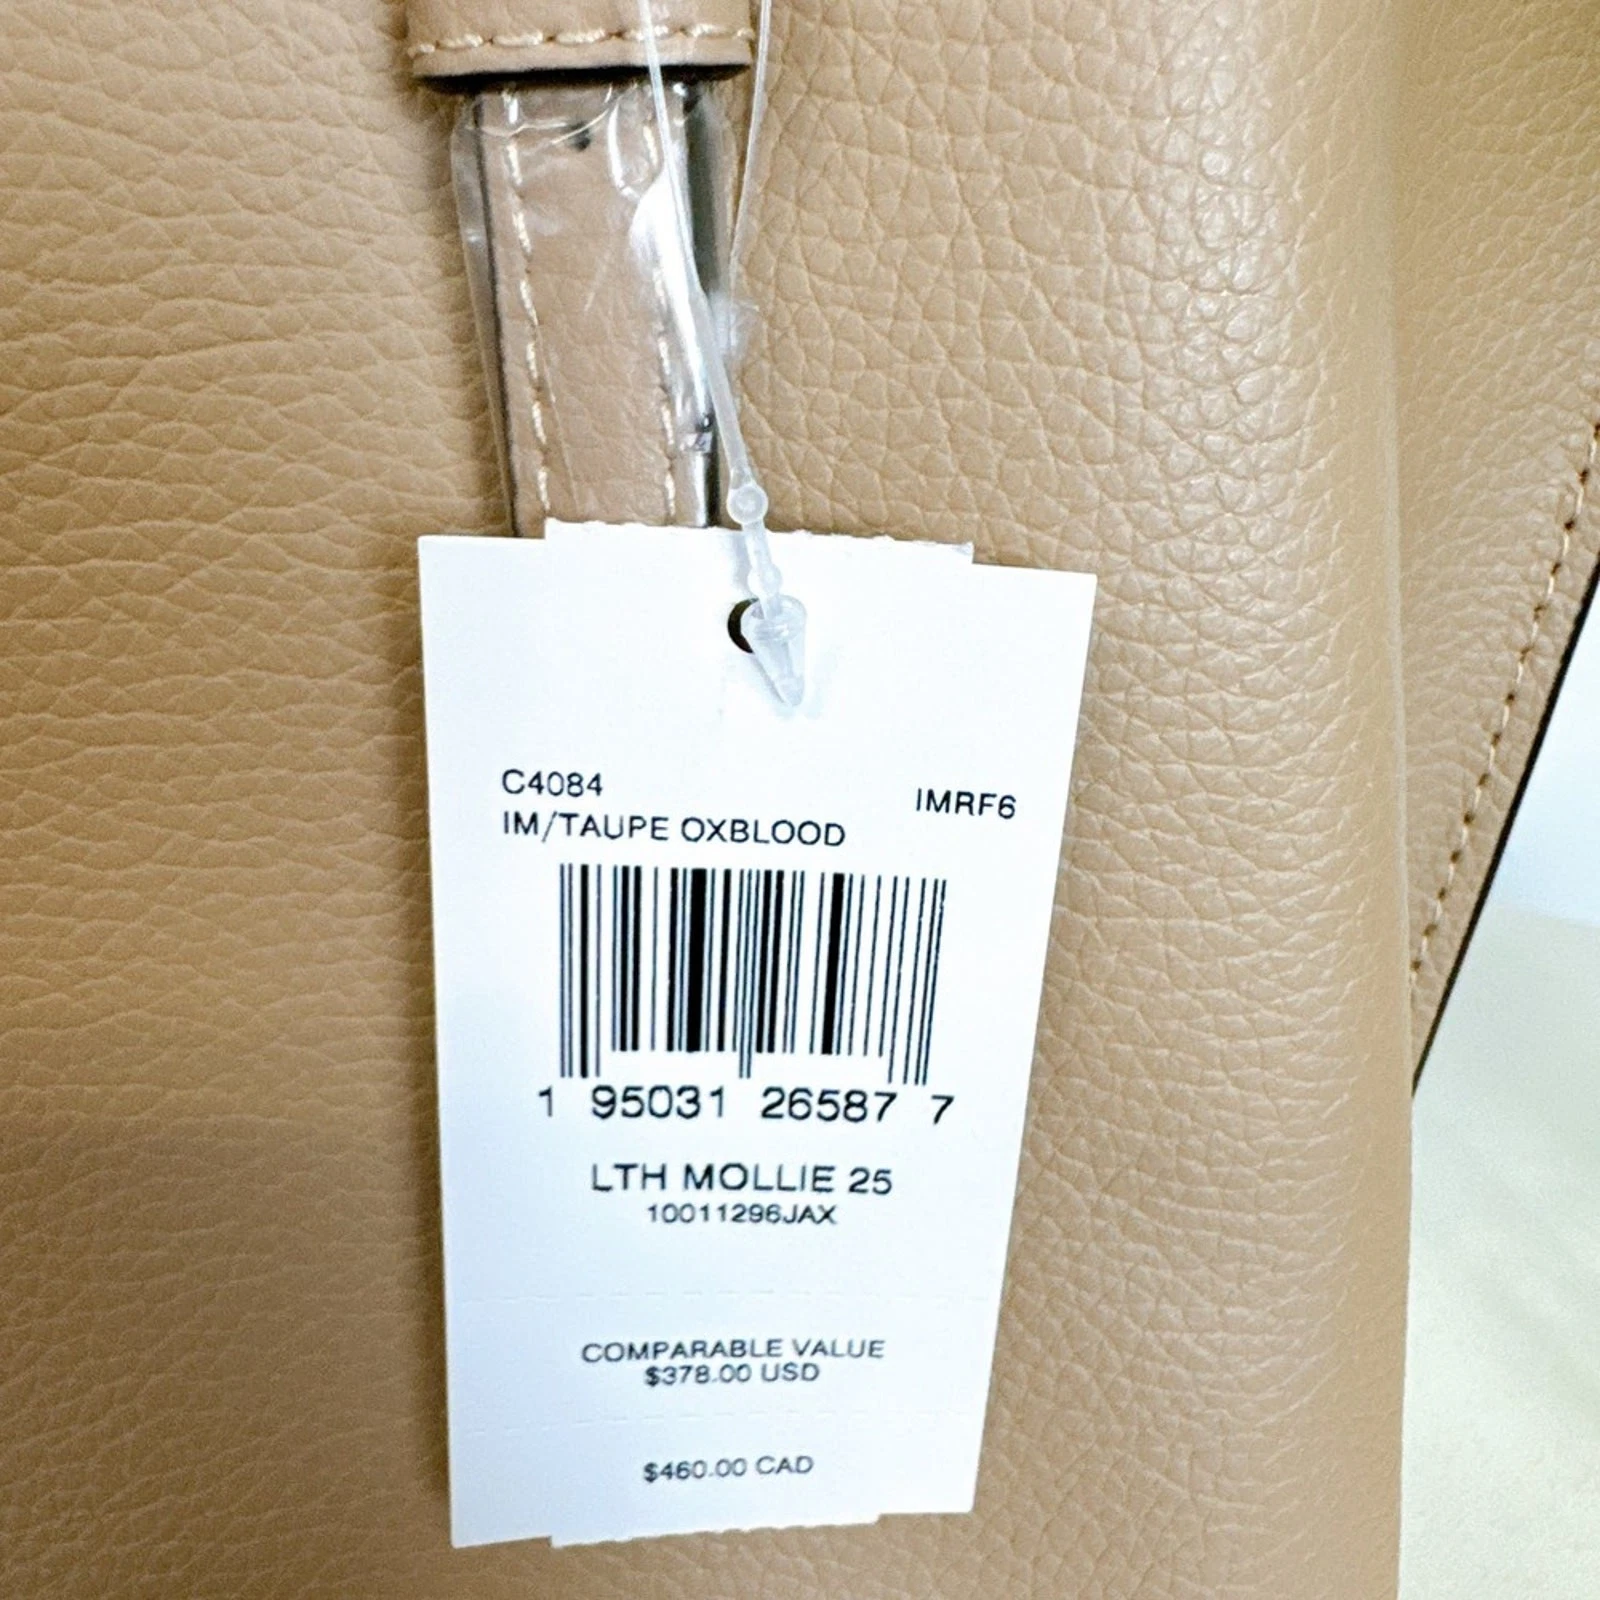 C4084
IMRF6
IM/TAUPE OXBLOOD
1 95031 26587 7
LTH MOLLIE 25
10011296JAX
COMPARABLE VALUE
$378.00 USD
$460.00 CAD